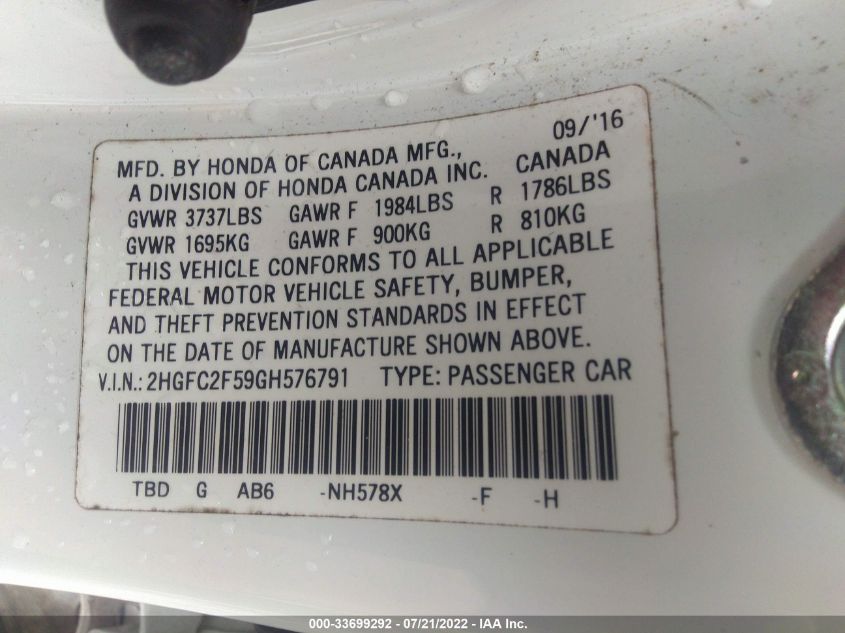 09/'16
MFD. BY HONDA OF CANADA MFG., CANADA
A DIVISION OF HONDA CANADA INC.
GVWR 3737LBS GAWR F 1984LBS R 1786LBS
GVWR 1695KG GAWR F 900KG R 810KG
THIS VEHICLE CONFORMS TO ALL APPLICABLE
FEDERAL MOTOR VEHICLE SAFETY, BUMPER,
AND THEFT PREVENTION STANDARDS IN EFFECT
ON THE DATE OF MANUFACTURE SHOWN ABOVE.
V.I.N.: 2HGFC2F59GH576791 TYPE: PASSENGER CAR
TBD G AB6 -NH578X -F -H
000-33699292 - 07/21/2022 - IAA Inc.